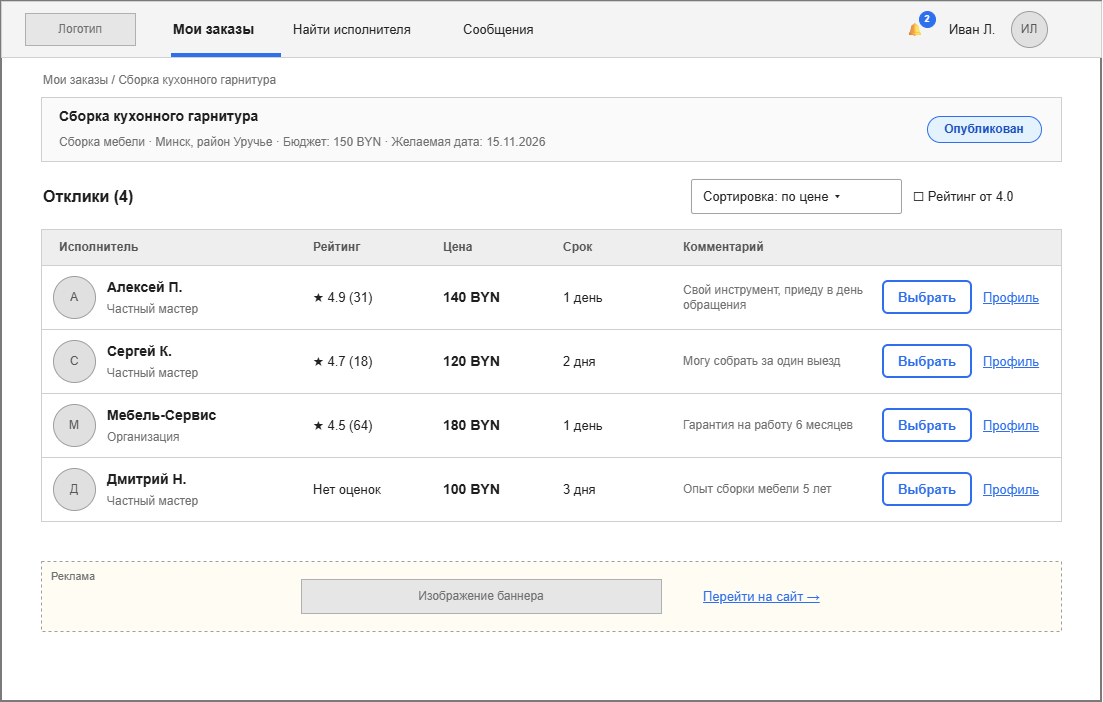 Логотип
Мои заказы
Найти исполнителя
Сообщения
2
Иван Л.
ИЛ
Мои заказы / Сборка кухонного гарнитура
Сборка кухонного гарнитура
Сборка мебели · Минск, район Уручье · Бюджет: 150 BYN · Желаемая дата: 15.11.2026
Опубликован
Отклики (4)
Сортировка: по цене ▾
☐ Рейтинг от 4.0
Исполнитель Рейтинг Цена Срок Комментарий
А
Алексей П.
Частный мастер
★ 4.9 (31)
140 BYN
1 день
Свой инструмент, приеду в день
обращения
Выбрать
Профиль
С
Сергей К.
Частный мастер
★ 4.7 (18)
120 BYN
2 дня
Могу собрать за один выезд
Выбрать
Профиль
М
Мебель-Сервис
Организация
★ 4.5 (64)
180 BYN
1 день
Гарантия на работу 6 месяцев
Выбрать
Профиль
Д
Дмитрий Н.
Частный мастер
Нет оценок
100 BYN
3 дня
Опыт сборки мебели 5 лет
Выбрать
Профиль
Реклама
Изображение баннера
Перейти на сайт →